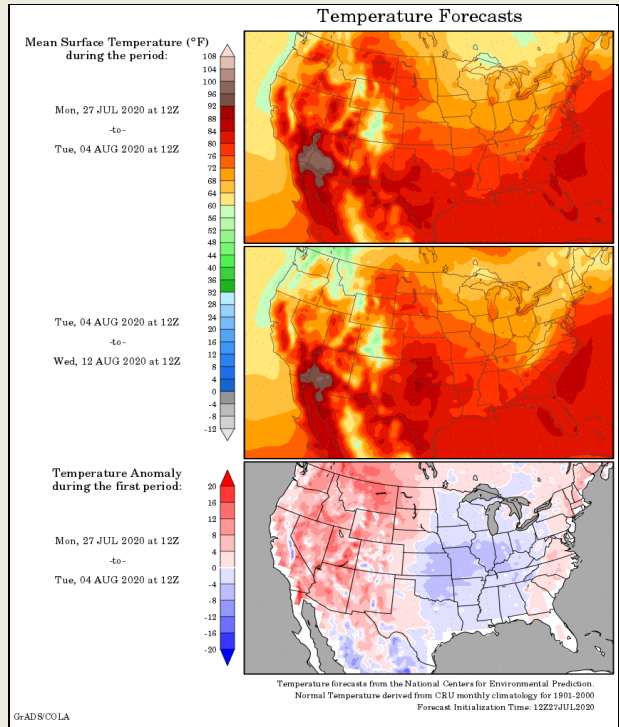 Temperature Forecasts
Mean Surface Temperature (°F)
during the period:
Mon, 27 JUL 2020 at 12Z
-to-
Tue, 04 AUG 2020 at 12Z
108
104
100
96
92
88
84
80
76
72
68
64
60
56
52
48
44
40
36
32
28
24
20
16
12
8
4
0
-4
-8
-12
Tue, 04 AUG 2020 at 12Z
-to-
Wed, 12 AUG 2020 at 12Z
Temperature Anomaly
during the first period:
Mon, 27 JUL 2020 at 12Z
-to-
Tue, 04 AUG 2020 at 12Z
20
16
12
8
4
0
-4
-8
-12
-16
-20
Temperature forecasts from the National Centers for Environmental Prediction.
Normal Temperature derived from CRU monthly climatology for 1901-2000
Forecast Initialization Time: 12Z27JUL2020
GrADS/COLA